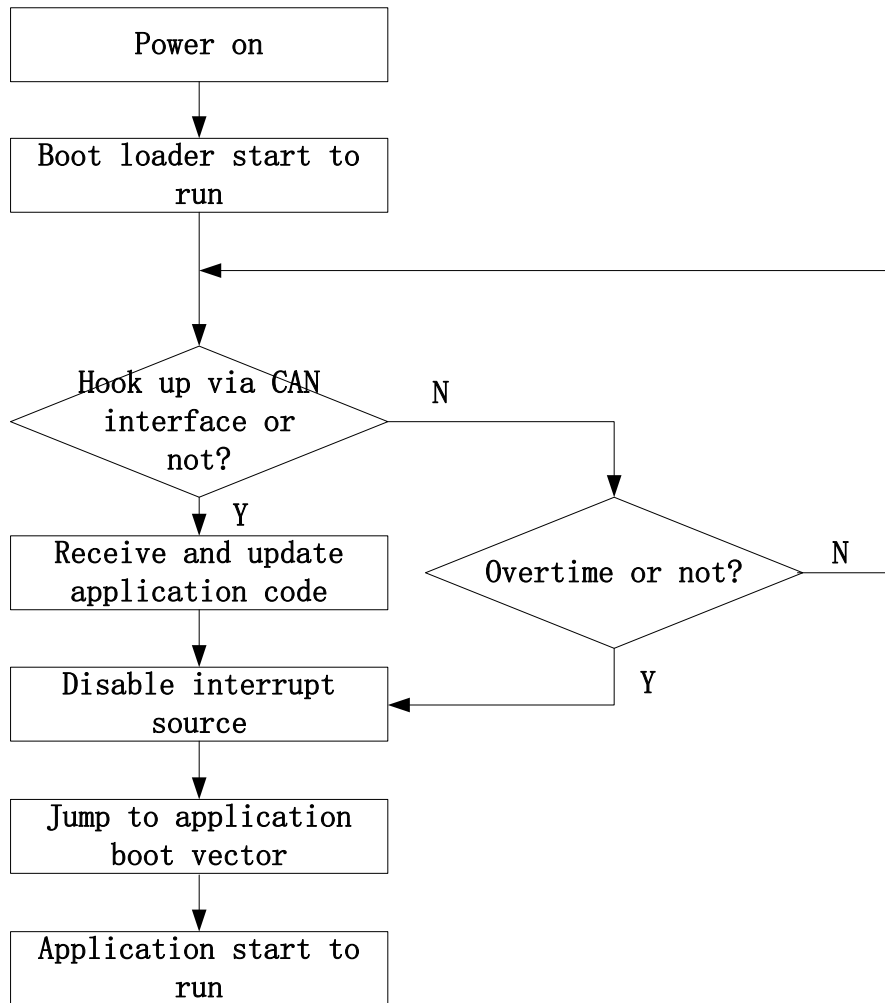 Power on
Boot loader start to
run
Hook up via CAN
interface or
not?
N
Y
Receive and update
application code
Overtime or not?
N
Disable interrupt
source
Y
Jump to application
boot vector
Application start to
run